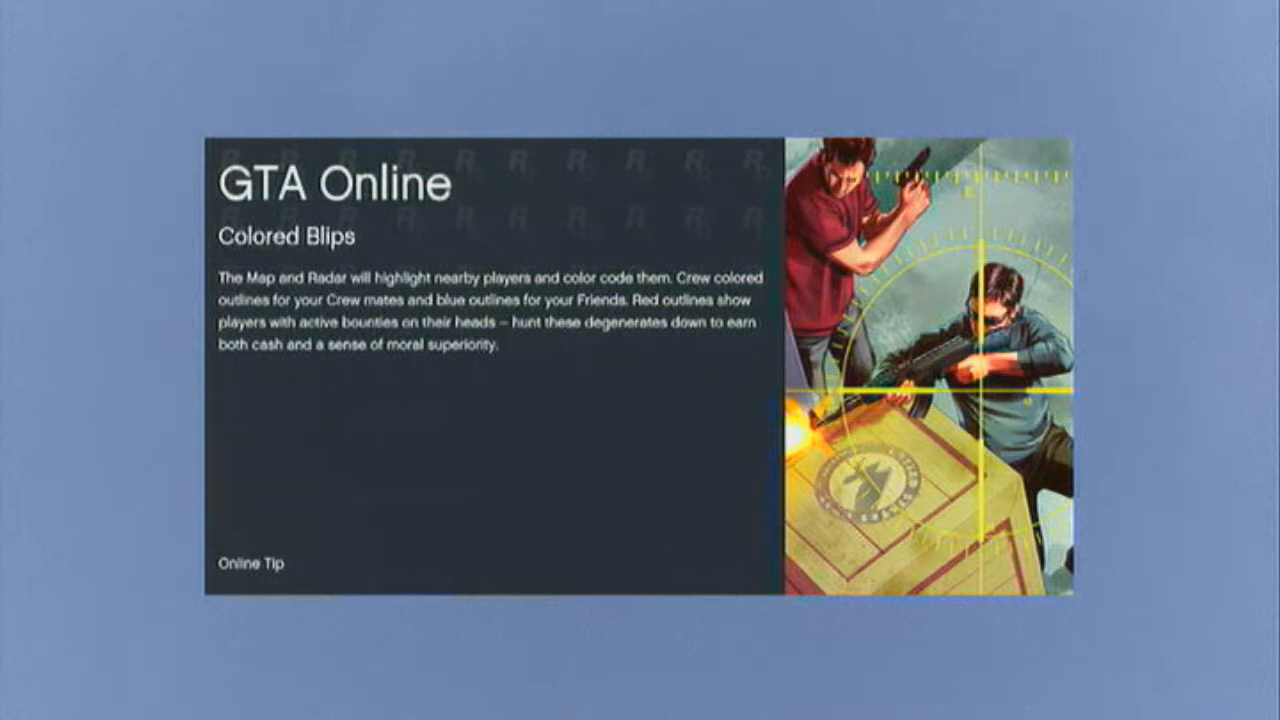 GTA Online
Colored Blips
The Map and Radar will highlight nearby players and color code them. Crew colored
outlines for your Crew mates and blue outlines for your Friends. Red outlines show
players with active bounties on their heads – hunt these degenerates down to earn
both cash and a sense of moral superiority.
Online Tip